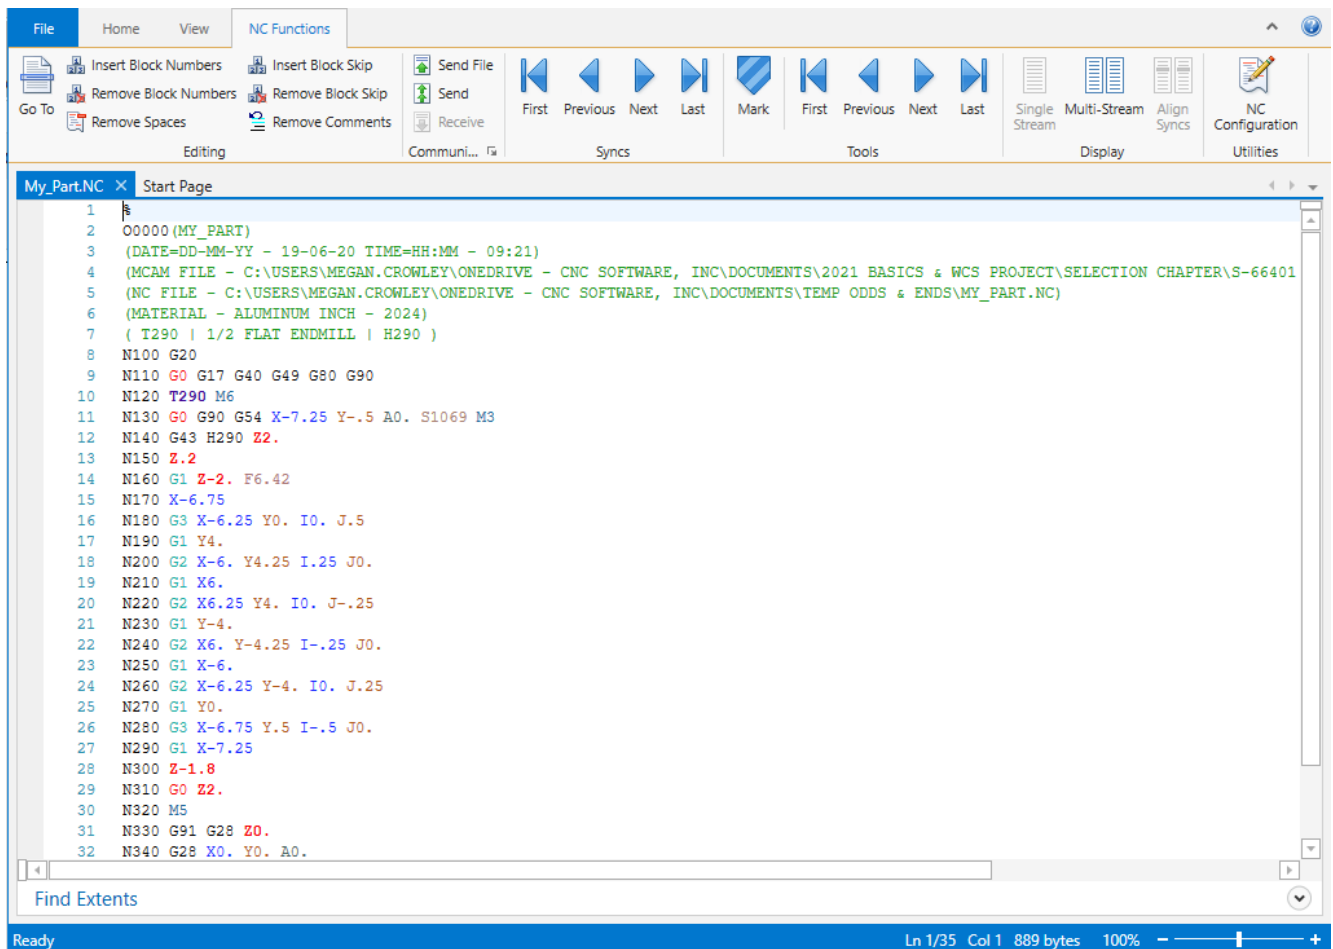 File Home View NC Functions
Insert Block Numbers Insert Block Skip Send File
Remove Block Numbers Remove Block Skip Send
Go To Remove Spaces Remove Comments Receive
First Previous Next Last Mark First Previous Next Last Single Stream Multi-Stream Align Syncs NC Configuration
Editing Communi... Syncs Tools Display Utilities
My_Part.NC Start Page
1 %
2 O0000(MY_PART)
3 (DATE=DD-MM-YY - 19-06-20 TIME=HH:MM - 09:21)
4 (MCAM FILE - C:\USERS\MEGAN.CROWLEY\ONEDRIVE - CNC SOFTWARE, INC\DOCUMENTS\2021 BASICS & WCS PROJECT\SELECTION CHAPTER\S-66401
5 (NC FILE - C:\USERS\MEGAN.CROWLEY\ONEDRIVE - CNC SOFTWARE, INC\DOCUMENTS\TEMP ODDS & ENDS\MY_PART.NC)
6 (MATERIAL - ALUMINUM INCH - 2024)
7 ( T290 | 1/2 FLAT ENDMILL | H290 )
8 N100 G20
9 N110 G0 G17 G40 G49 G80 G90
10 N120 T290 M6
11 N130 G0 G90 G54 X-7.25 Y-.5 A0. S1069 M3
12 N140 G43 H290 Z2.
13 N150 Z.2
14 N160 G1 Z-2. F6.42
15 N170 X-6.75
16 N180 G3 X-6.25 Y0. I0. J.5
17 N190 G1 Y4.
18 N200 G2 X-6. Y4.25 I.25 J0.
19 N210 G1 X6.
20 N220 G2 X6.25 Y4. I0. J-.25
21 N230 G1 Y-4.
22 N240 G2 X6. Y-4.25 I-.25 J0.
23 N250 G1 X-6.
24 N260 G2 X-6.25 Y-4. I0. J.25
25 N270 G1 Y0.
26 N280 G3 X-6.75 Y.5 I-.5 J0.
27 N290 G1 X-7.25
28 N300 Z-1.8
29 N310 G0 Z2.
30 N320 M5
31 N330 G91 G28 Z0.
32 N340 G28 X0. Y0. A0.
Find Extents
Ready Ln 1/35 Col 1 889 bytes 100%